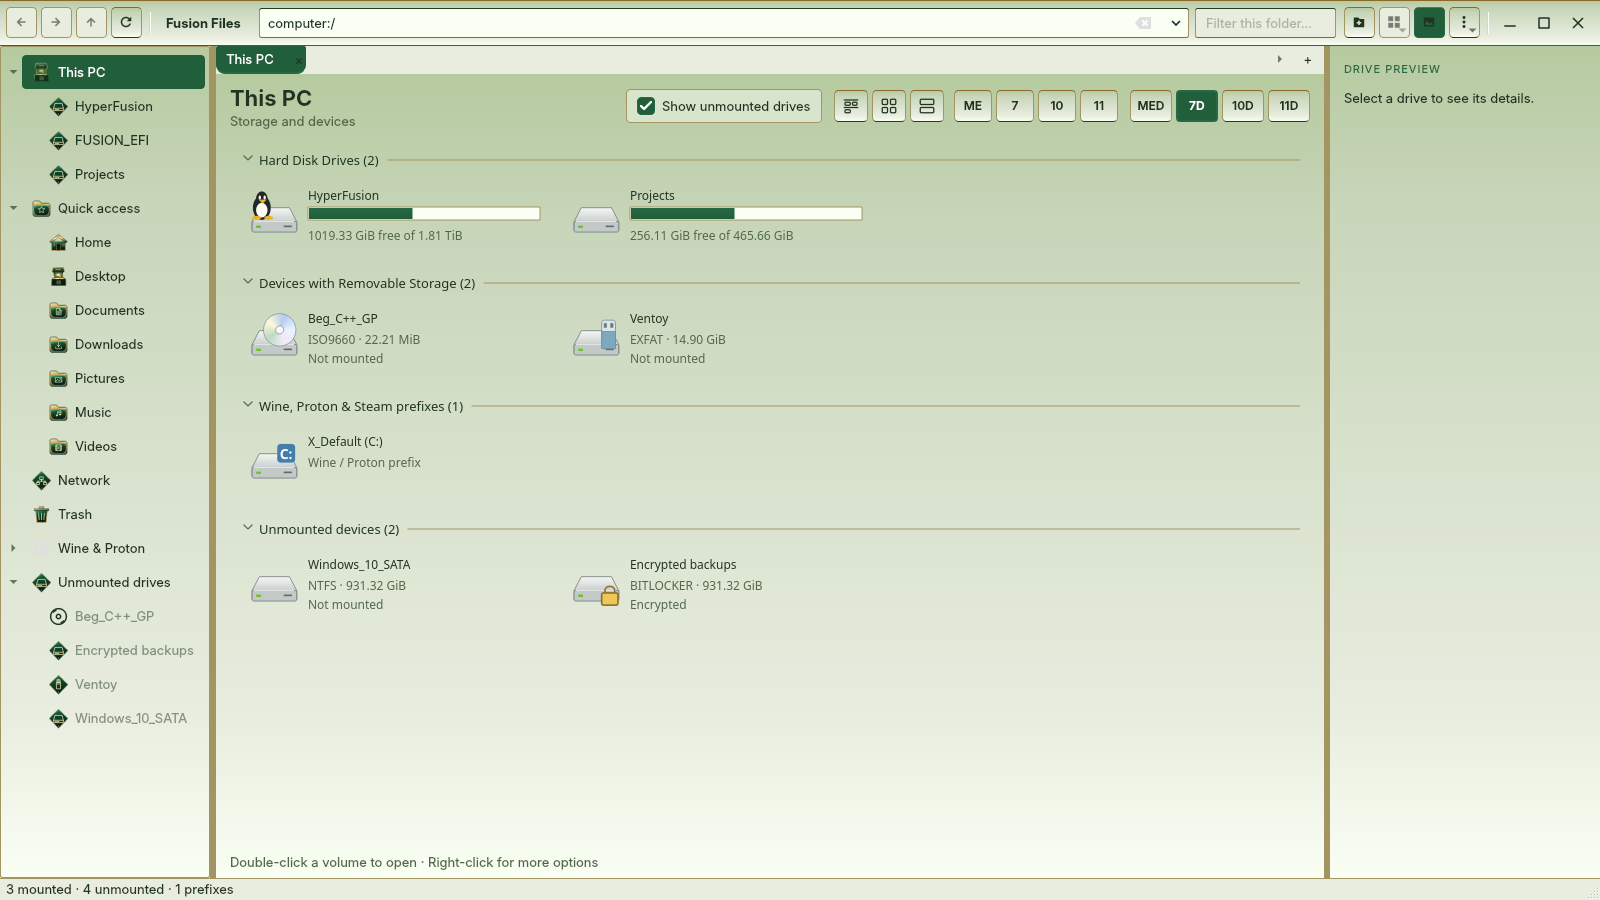 Fusion Files
computer:/
Filter this folder...
This PC
HyperFusion
FUSION_EFI
Projects
Quick access
Home
Desktop
Documents
Downloads
Pictures
Music
Videos
Network
Trash
Wine & Proton
Unmounted drives
Beg_C++_GP
Encrypted backups
Ventoy
Windows_10_SATA
This PC
+
This PC
Storage and devices
Show unmounted drives
ME
7
10
11
MED
7D
10D
11D
Hard Disk Drives (2)
HyperFusion
1019.33 GiB free of 1.81 TiB
Projects
256.11 GiB free of 465.66 GiB
Devices with Removable Storage (2)
Beg_C++_GP
ISO9660 · 22.21 MiB
Not mounted
Ventoy
EXFAT · 14.90 GiB
Not mounted
Wine, Proton & Steam prefixes (1)
C:
X_Default (C:)
Wine / Proton prefix
Unmounted devices (2)
Windows_10_SATA
NTFS · 931.32 GiB
Not mounted
Encrypted backups
BITLOCKER · 931.32 GiB
Encrypted
Double-click a volume to open · Right-click for more options
DRIVE PREVIEW
Select a drive to see its details.
3 mounted · 4 unmounted · 1 prefixes